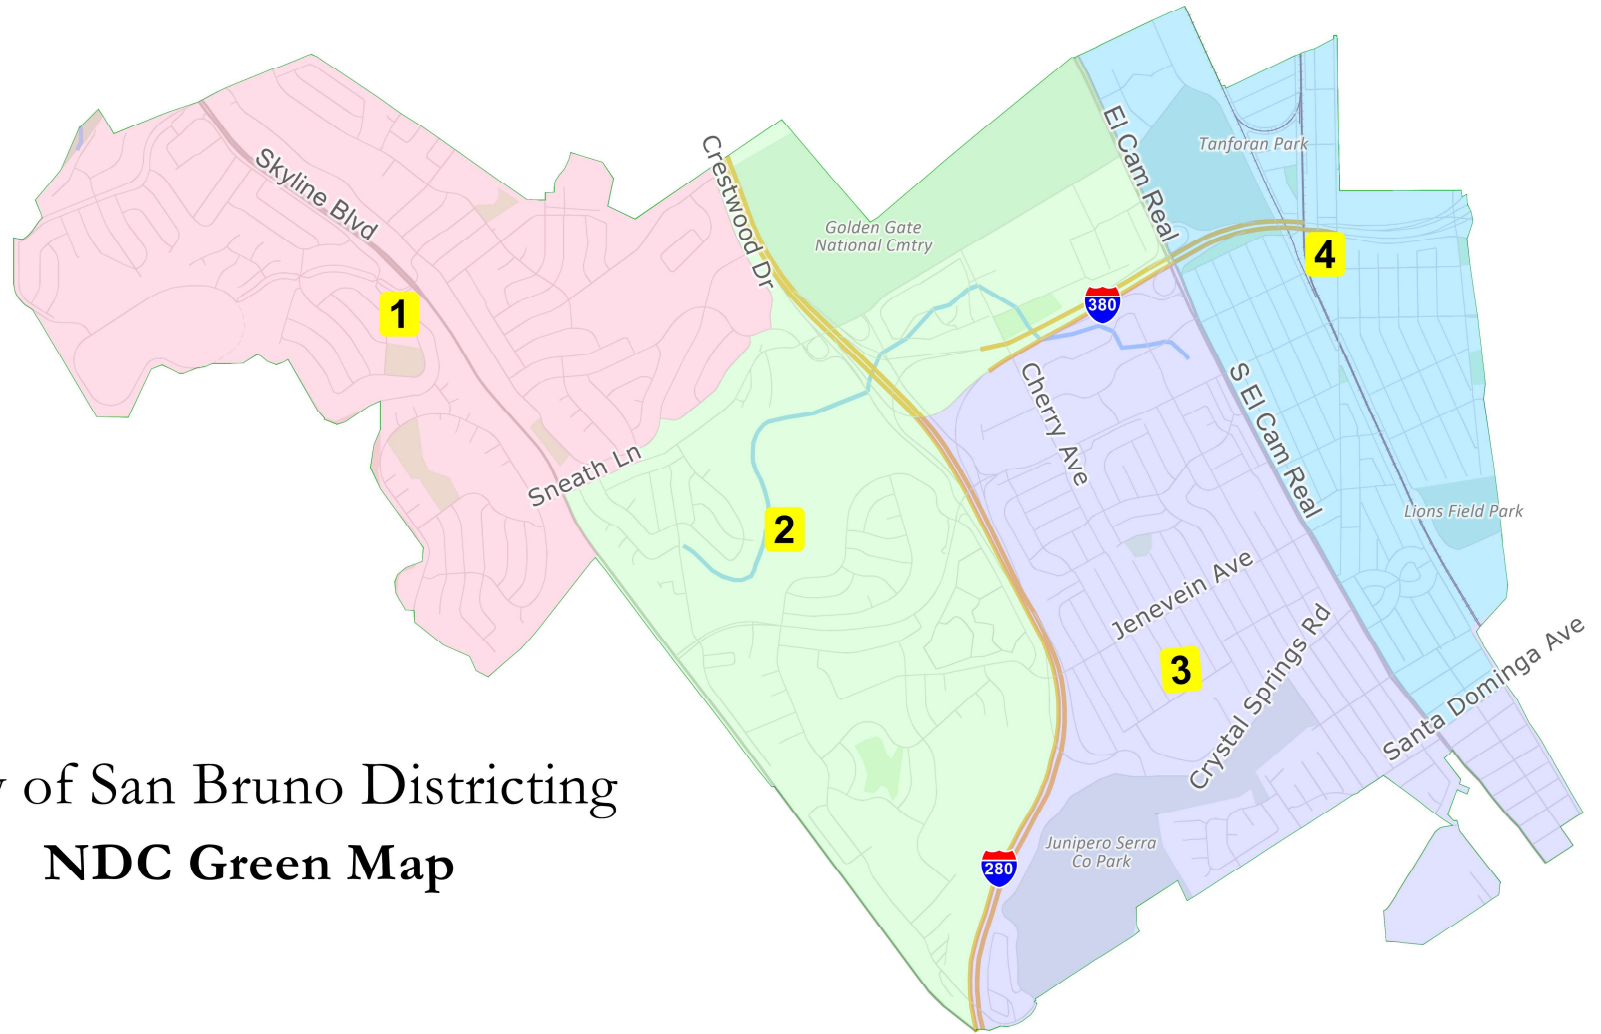 Crestwood Dr
El Cam Real
Tanforan Park
Skyline Blvd
Golden Gate
National Cmtry
4
380
1
Cherry Ave
S El Cam Real
Sneath Ln
2
Lions Field Park
Jenevein Ave
3
Crystal Springs Rd
Santa Dominga Ave
y of San Bruno Districting
NDC Green Map
Junipero Serra
Co Park
280